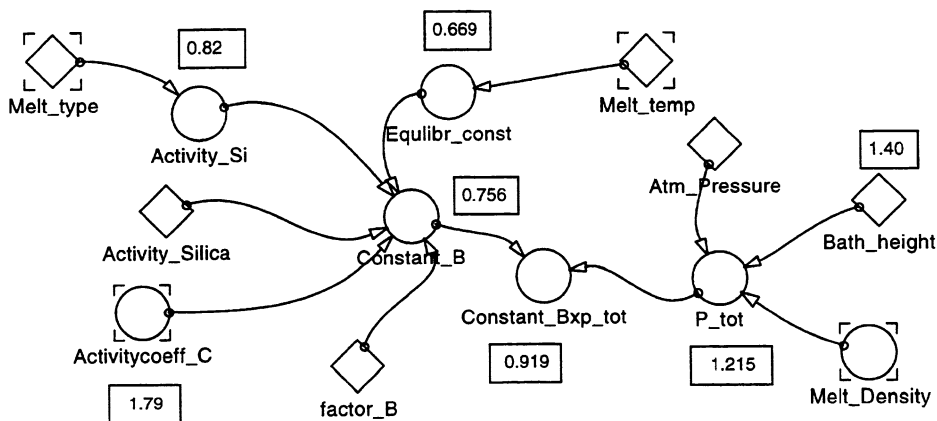 0.82
0.669
Melt_type
Melt_temp
Equlibr_const
Activity_Si
1.40
Atm_Pressure
0.756
Activity_Silica
Constant_B
Bath_height
Constant_Bxp_tot
P_tot
Activitycoeff_C
0.919
1.215
1.79
factor_B
Melt_Density